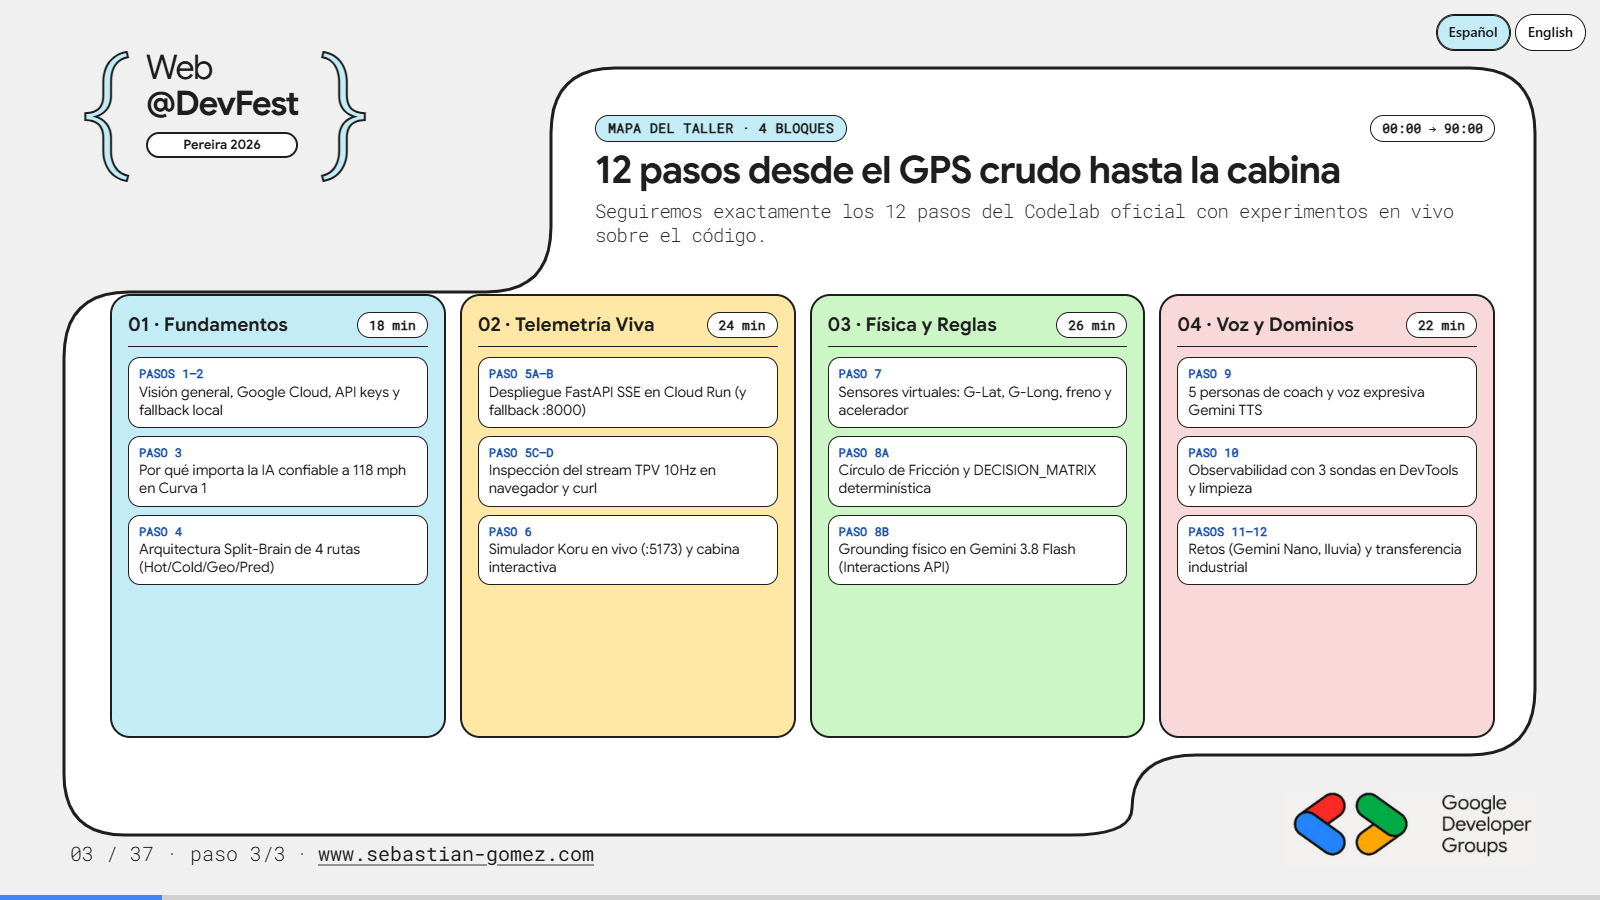 Español
English
Web
@DevFest
Pereira 2026
MAPA DEL TALLER · 4 BLOQUES
00:00 → 90:00
12 pasos desde el GPS crudo hasta la cabina
Seguiremos exactamente los 12 pasos del Codelab oficial con experimentos en vivo
sobre el código.
01 · Fundamentos
18 min
PASOS 1–2
Visión general, Google Cloud, API keys y
fallback local
PASO 3
Por qué importa la IA confiable a 118 mph
en Curva 1
PASO 4
Arquitectura Split-Brain de 4 rutas
(Hot/Cold/Geo/Pred)
02 · Telemetría Viva
24 min
PASO 5A–B
Despliegue FastAPI SSE en Cloud Run (y
fallback :8000)
PASO 5C–D
Inspección del stream TPV 10Hz en
navegador y curl
PASO 6
Simulador Koru en vivo (:5173) y cabina
interactiva
03 · Física y Reglas
26 min
PASO 7
Sensores virtuales: G-Lat, G-Long, freno y
acelerador
PASO 8A
Círculo de Fricción y DECISION_MATRIX
determinística
PASO 8B
Grounding físico en Gemini 3.8 Flash
(Interactions API)
04 · Voz y Dominios
22 min
PASO 9
5 personas de coach y voz expresiva
Gemini TTS
PASO 10
Observabilidad con 3 sondas en DevTools
y limpieza
PASOS 11–12
Retos (Gemini Nano, lluvia) y transferencia
industrial
03 / 37 · paso 3/3 · www.sebastian-gomez.com
Google
Developer
Groups